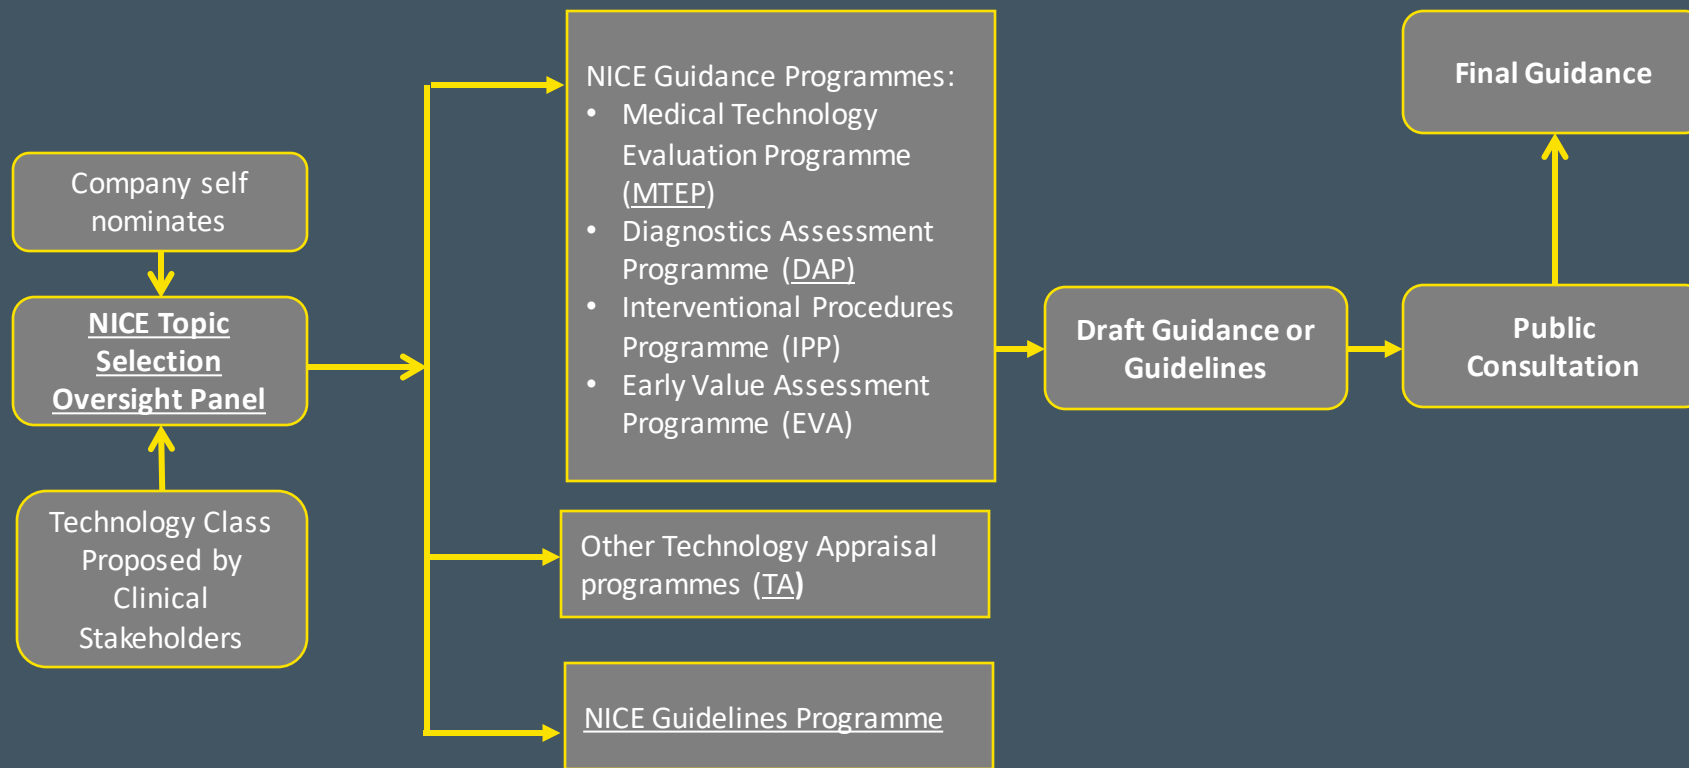 Company self
nominates
NICE Topic
Selection
Oversight Panel
Technology Class
Proposed by
Clinical
Stakeholders
NICE Guidance Programmes:
• Medical Technology
Evaluation Programme
(MTEP)
• Diagnostics Assessment
Programme (DAP)
• Interventional Procedures
Programme (IPP)
• Early Value Assessment
Programme (EVA)
Other Technology Appraisal
programmes (TA)
NICE Guidelines Programme
Draft Guidance or
Guidelines
Public
Consultation
Final Guidance